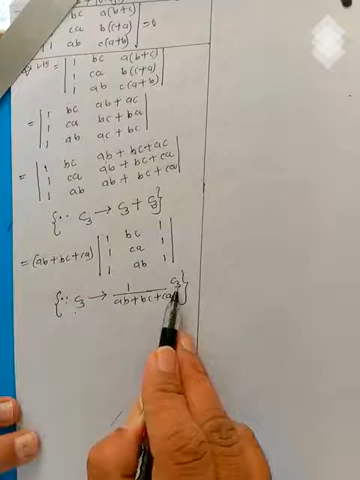 1 bc a(b+c)
1 ca b(c+a) = 0
1 ab c(a+b)
= | 1 bc a(b+c) |
| 1 ca b(c+a) |
| 1 ab c(a+b) |
= | 1 bc ab + ac |
| 1 ca bc + ba |
| 1 ab ac + bc |
= | 1 bc ab + bc + ac |
| 1 ca ab + bc + ca |
| 1 ab ab + bc + ca |
{∵ C3 → C3 + C3}
= (ab+bc+ca) | 1 bc 1 |
| 1 ca 1 |
| 1 ab 1 |
{∵ C3 → 1/(ab+bc+ca) C3}